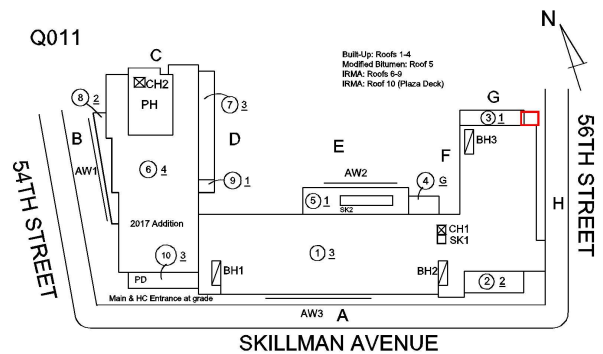 Q011
N
Built-Up: Roofs 1-4
Modified Bitumen: Roof 5
IRMA: Roofs 6-9
IRMA: Roof 10 (Plaza Deck)
C
CH2
PH
8 2
7 3
G
3 1
B
D
E
F
BH3
AW1
6 4
9 1
AW2
4 G
5 1
SK2
H
54TH STREET
56TH STREET
2017 Addition
CH1
SK1
1 3
10 3
PD
BH1
BH2
2 2
Main & HC Entrance at grade
AW3
A
SKILLMAN AVENUE